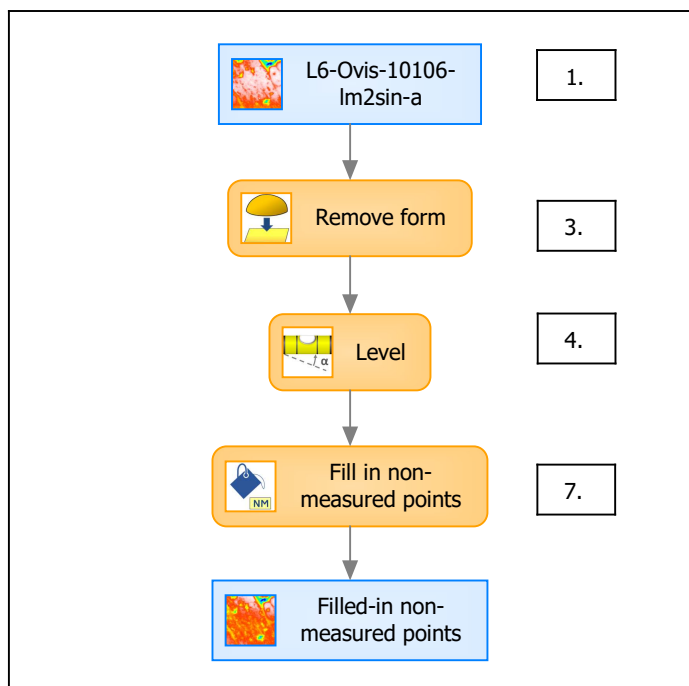 L6-Ovis-10106-
lm2sin-a
1.
Remove form
3.
α
Level
4.
NM
Fill in non-
measured points
7.
Filled-in non-
measured points